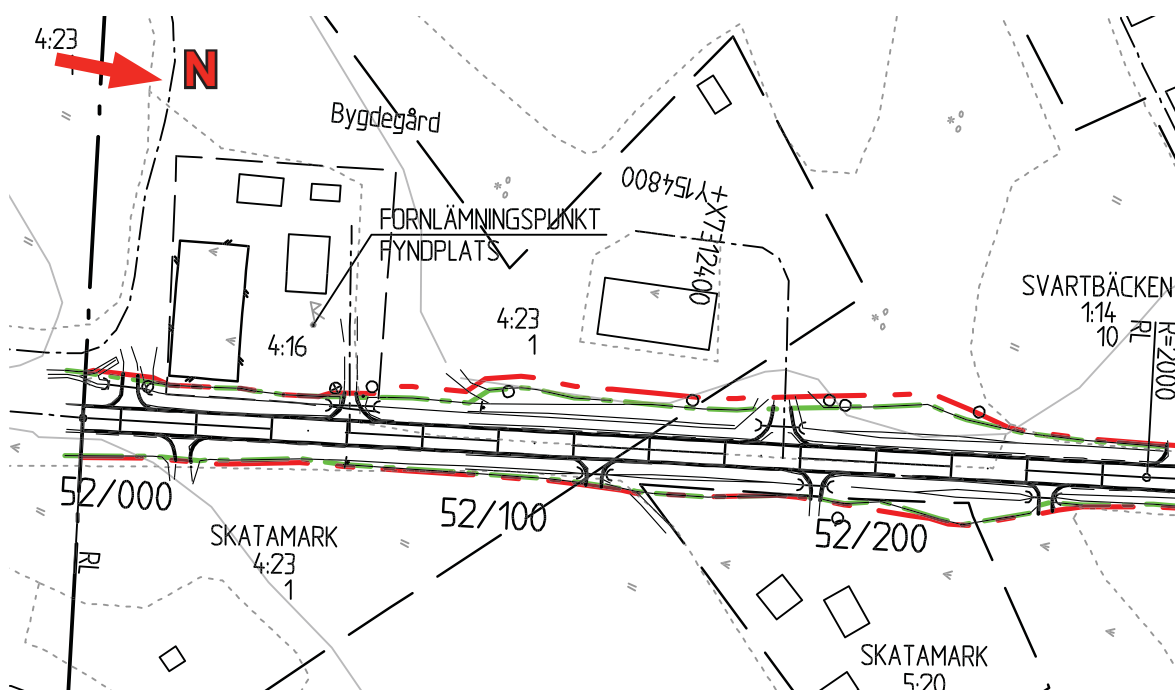 4:23
N
Bygdegård
+Y154800
+X7312400
FORNLÄMNINGSPUNKT
FYNDPLATS
4:16
4:23
1
SVARTBÄCKEN
1:14
10
RL
R=2000
52/000
52/100
52/200
RL
SKATAMARK
4:23
1
SKATAMARK
5:20